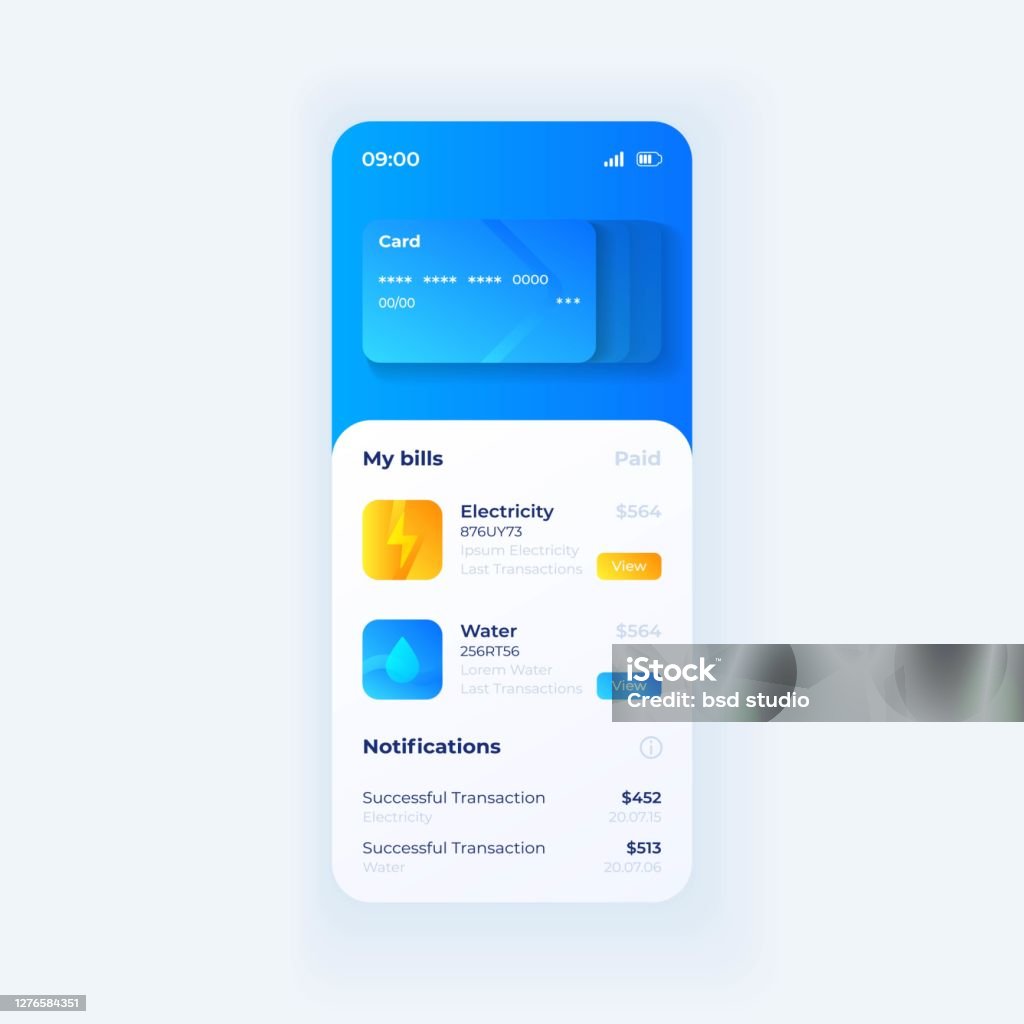 09:00
Card
**** **** **** 0000
00/00 ***
My bills Paid
Electricity $564
876UY73
Ipsum Electricity
Last Transactions View
Water $564
256RT56
Lorem Water
Last Transactions View
iStock™
Credit: bsd studio
Notifications
Successful Transaction $452
Electricity 20.07.15
Successful Transaction $513
Water 20.07.06
1276584351